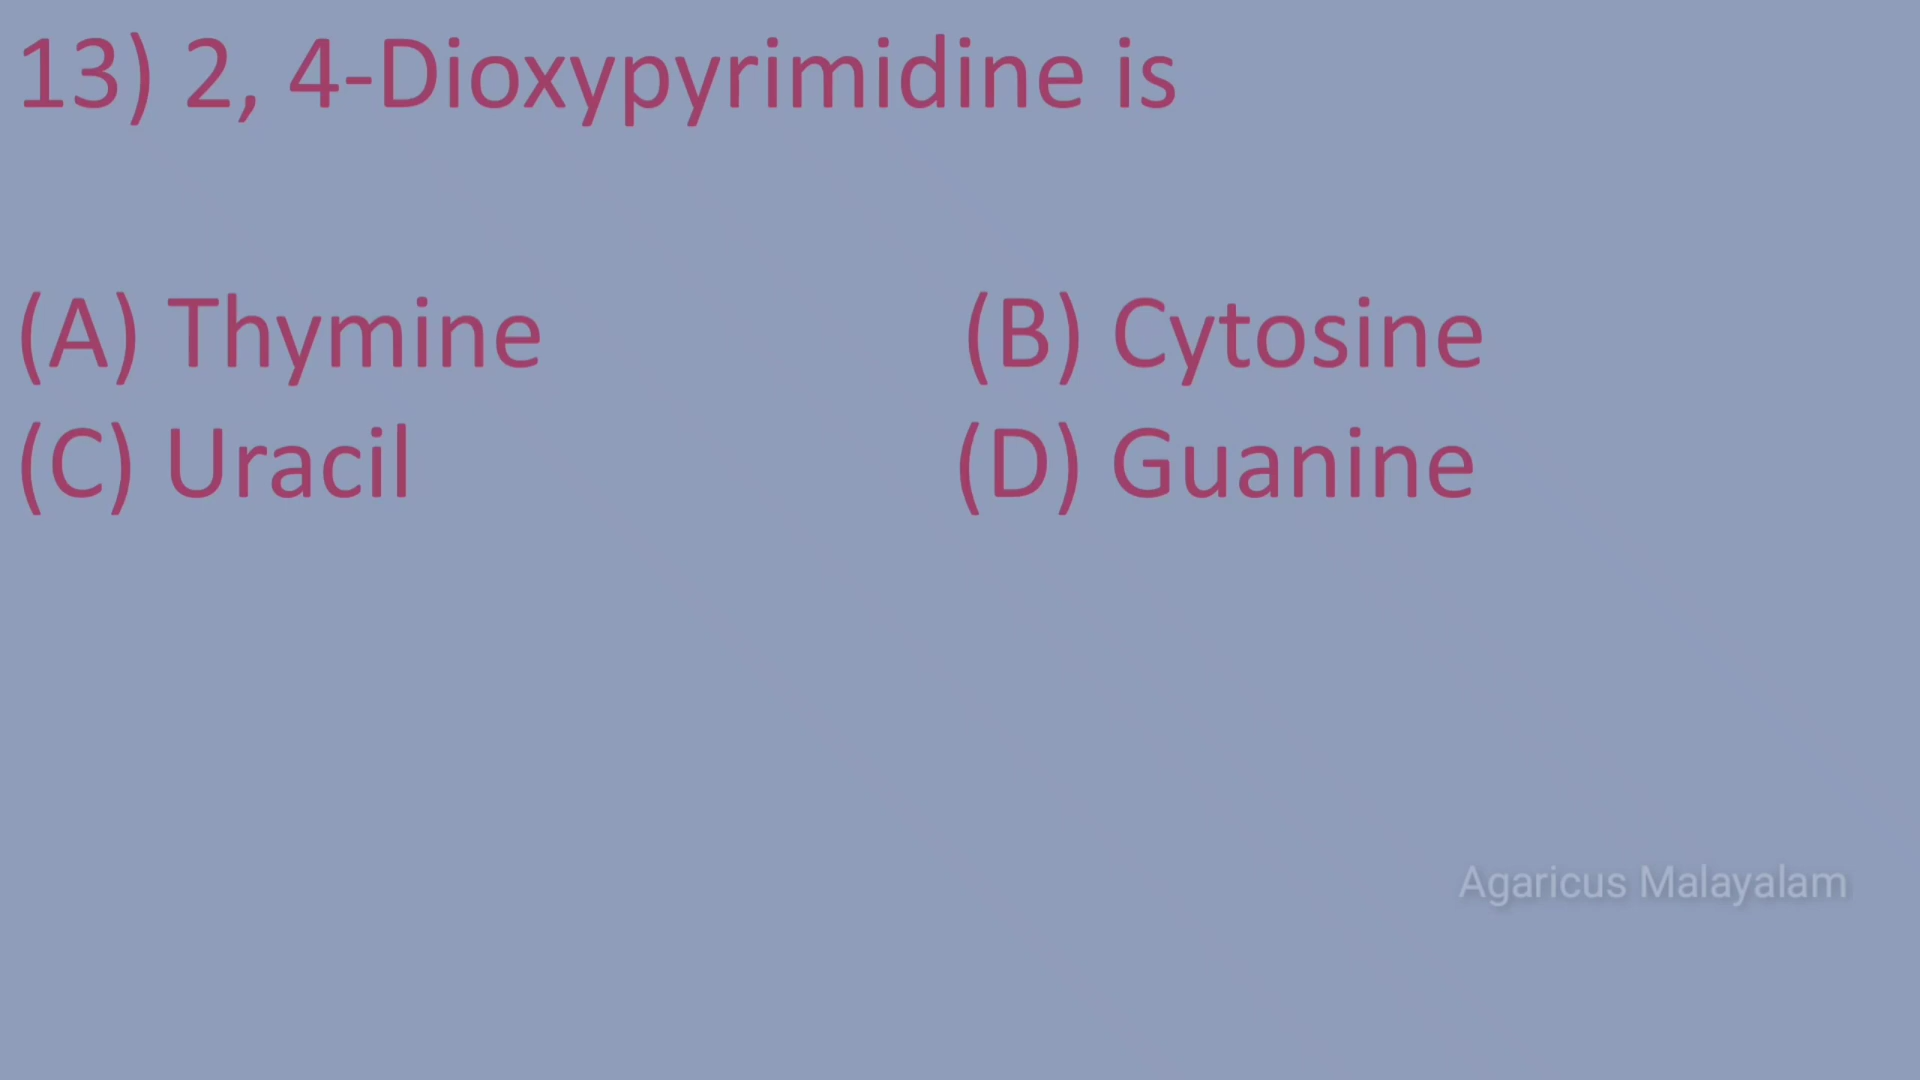 13) 2, 4-Dioxypyrimidine is
(A) Thymine (B) Cytosine
(C) Uracil (D) Guanine
Agaricus Malayalam